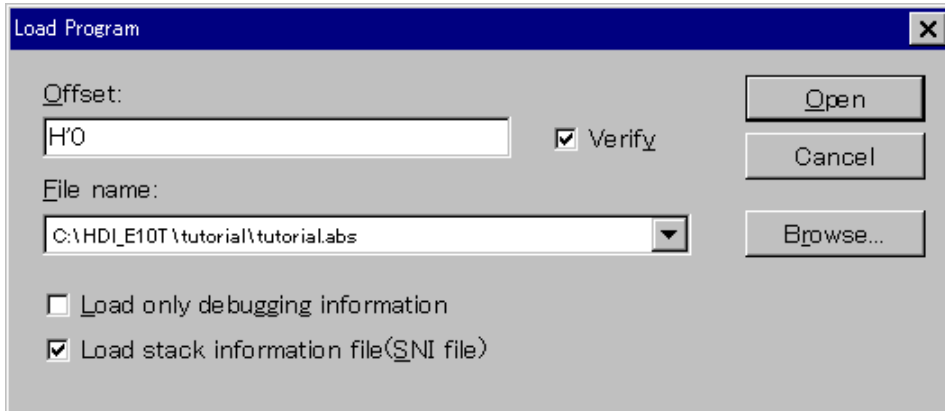 Load Program
Offset:
H'0
Verify
Open
Cancel
File name:
C:\HDI_E10T\tutorial\tutorial.abs
Browse...
Load only debugging information
Load stack information file(SNI file)